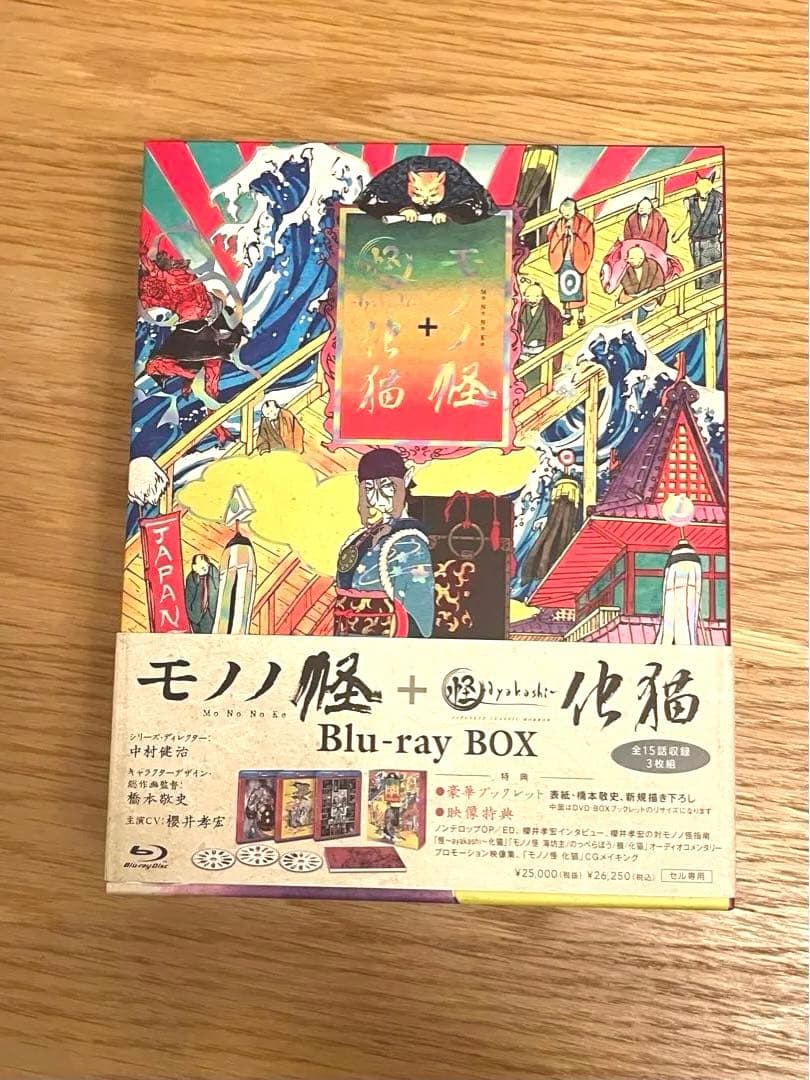 モノノ怪
Mo No No Ke
+
怪
~ayakashi~
化猫
JAPAN
モノノ怪 + 怪 ~ayakashi~ 化猫
Mo No No Ke
JAPANESE CLASSIC HORROR
Blu-ray BOX
全15話収録
3枚組
シリーズ・ディレクター:
中村健治
キャラクターデザイン・
総作画監督:
橋本敬史
主演CV: 櫻井孝宏
Blu-ray Disc
特典
●豪華ブックレット 表紙・橋本敬史、新規描き下ろし
中面はDVD-BOXブックレットのリサイズになります
●映像特典
ノンテロップOP/ED、櫻井孝宏インタビュー、櫻井孝宏の対モノノ怪指南
「怪~ayakashi~化猫」「モノノ怪 海坊主/のっぺらぼう/鵺/化猫」オーディオコメンタリー
プロモーション映像集、「モノノ怪 化猫」CGメイキング
¥25,000(税抜) ¥26,250(税込) セル専用